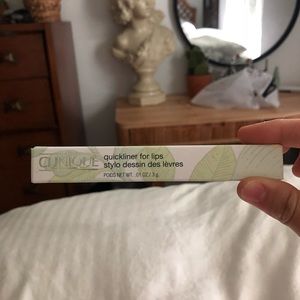 CLINIQUE
quickliner for lips
stylo dessin des lèvres
POIDS NET WT. .01 OZ / .3 g